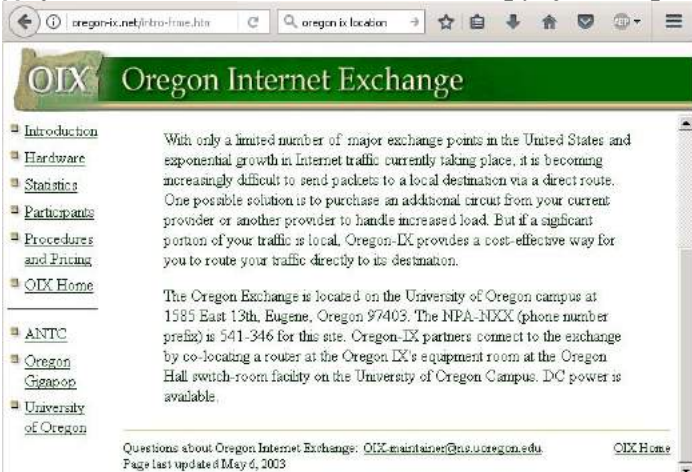 oregon-ix.net/intro-frme.htm
oregon ix location
ABP
OIX
Oregon Internet Exchange
Introduction
Hardware
Statistics
Participants
Procedures
and Pricing
OIX Home
ANTC
Oregon
Gigapop
University
of Oregon
With only a limited number of major exchange points in the United States and
exponential growth in Internet traffic currently taking place, it is becoming
increasingly difficult to send packets to a local destination via a direct route.
One possible solution is to purchase an additional circuit from your current
provider or another provider to handle increased load. But if a sigificant
portion of your traffic is local, Oregon-IX provides a cost-effective way for
you to route your traffic directly to its destination.
The Oregon Exchange is located on the University of Oregon campus at
1585 East 13th, Eugene, Oregon 97403. The NPA-NXX (phone number
prefix) is 541-346 for this site. Oregon-IX partners connect to the exchange
by co-locating a router at the Oregon IX's equipment room at the Oregon
Hall switch-room facility on the University of Oregon Campus. DC power is
available.
Questions about Oregon Internet Exchange: OIX-maintainer@ns.uoregon.edu.
OIX Home
Page last updated May 6, 2003